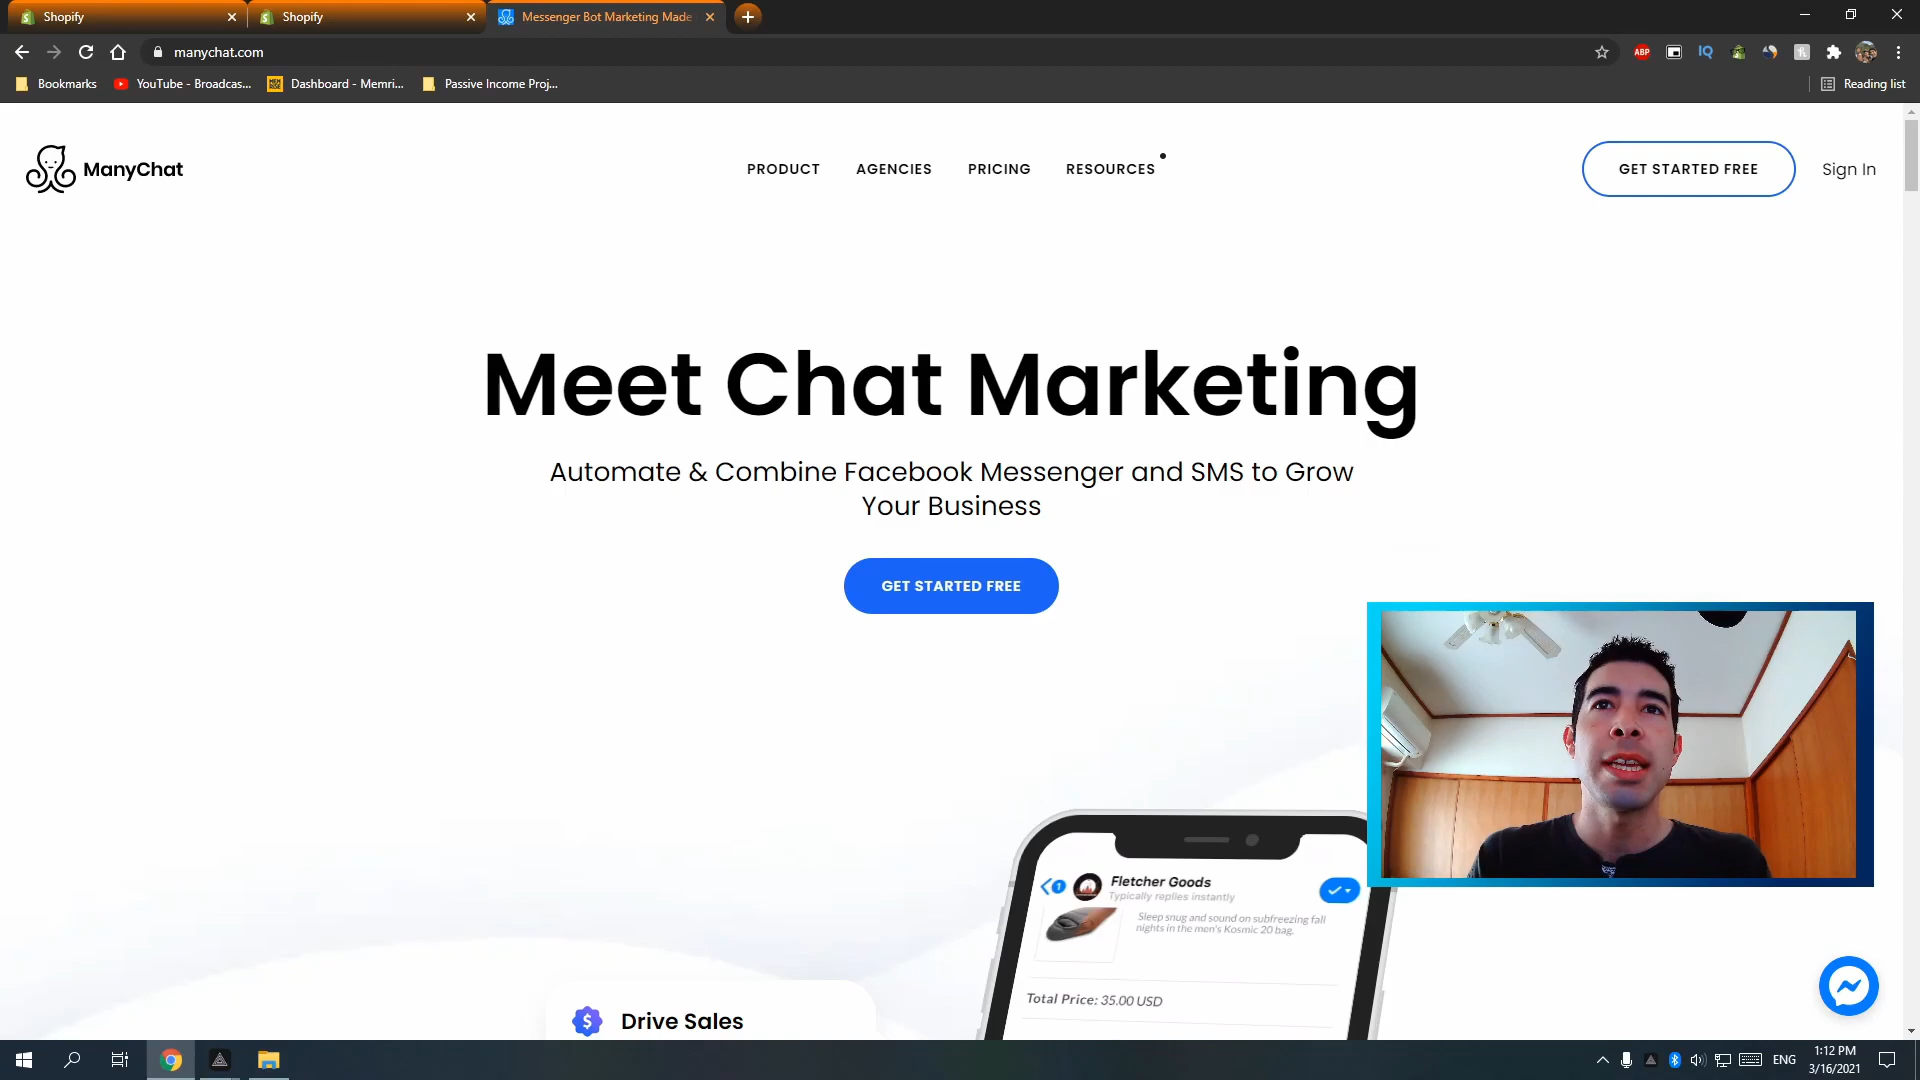 Shopify
Shopify
Messenger Bot Marketing Made
manychat.com
ABP
IQ
Bookmarks
YouTube - Broadcas...
Dashboard - Memri...
Passive Income Proj...
Reading list
ManyChat
PRODUCT
AGENCIES
PRICING
RESOURCES
GET STARTED FREE
Sign In
Meet Chat Marketing
Automate & Combine Facebook Messenger and SMS to Grow
Your Business
GET STARTED FREE
1
Fletcher Goods
Typically replies instantly
Sleep snug and sound on subfreezing fall
nights in the men's Kosmic 20 bag.
Total Price: 35.00 USD
$
Drive Sales
ENG
1:12 PM
3/16/2021